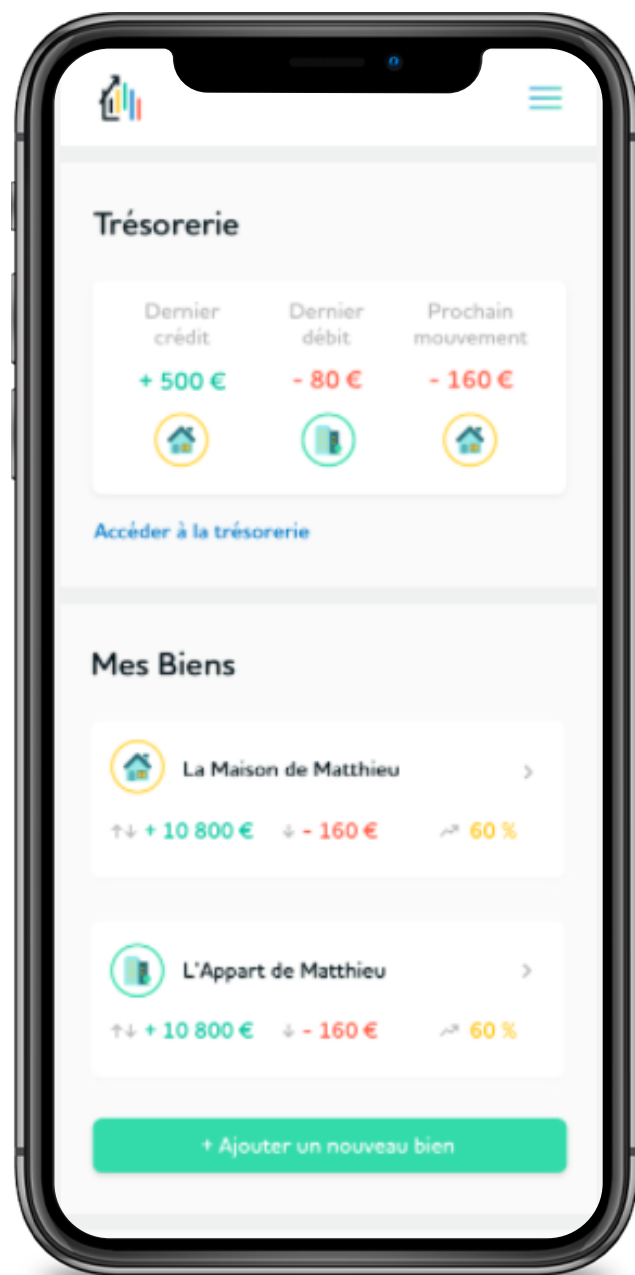 Trésorerie
Dernier crédit
Dernier débit
Prochain mouvement
+ 500 €
- 80 €
- 160 €
Accéder à la trésorerie
Mes Biens
La Maison de Matthieu
+ 10 800 €
- 160 €
60 %
L'Appart de Matthieu
+ 10 800 €
- 160 €
60 %
+ Ajouter un nouveau bien